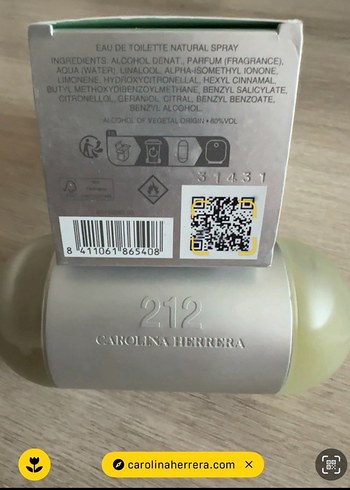 EAU DE TOILETTE NATURAL SPRAY
INGREDIENTS: ALCOHOL DENAT., PARFUM (FRAGRANCE),
AQUA (WATER), LINALOOL, ALPHA-ISOMETHYL IONONE,
LIMONENE, HYDROXYCITRONELLAL, HEXYL CINNAMAL,
BUTYL METHOXYDIBENZOYLMETHANE, BENZYL SALICYLATE,
CITRONELLOL, GERANIOL, CITRAL, BENZYL BENZOATE,
BENZYL ALCOHOL.
ALCOHOL OF VEGETAL ORIGIN • 80%VOL
31431
8 411061 865408
212
CAROLINA HERRERA
carolinaherrera.com